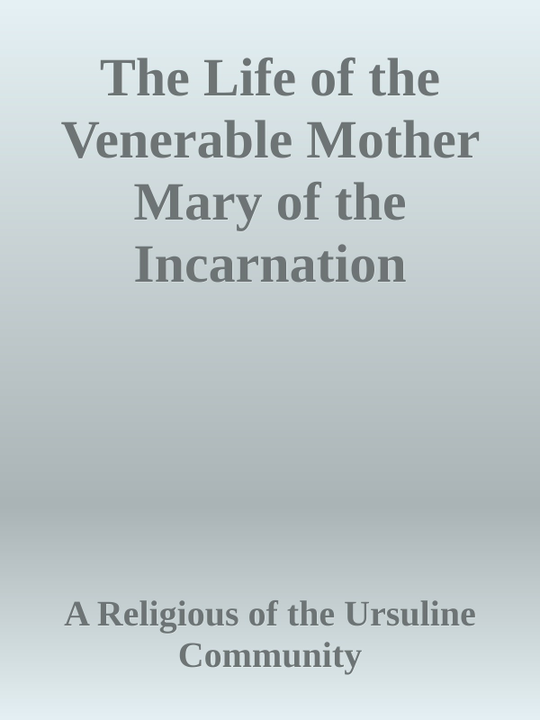 The Life of the
Venerable Mother
Mary of the
Incarnation
A Religious of the Ursuline
Community